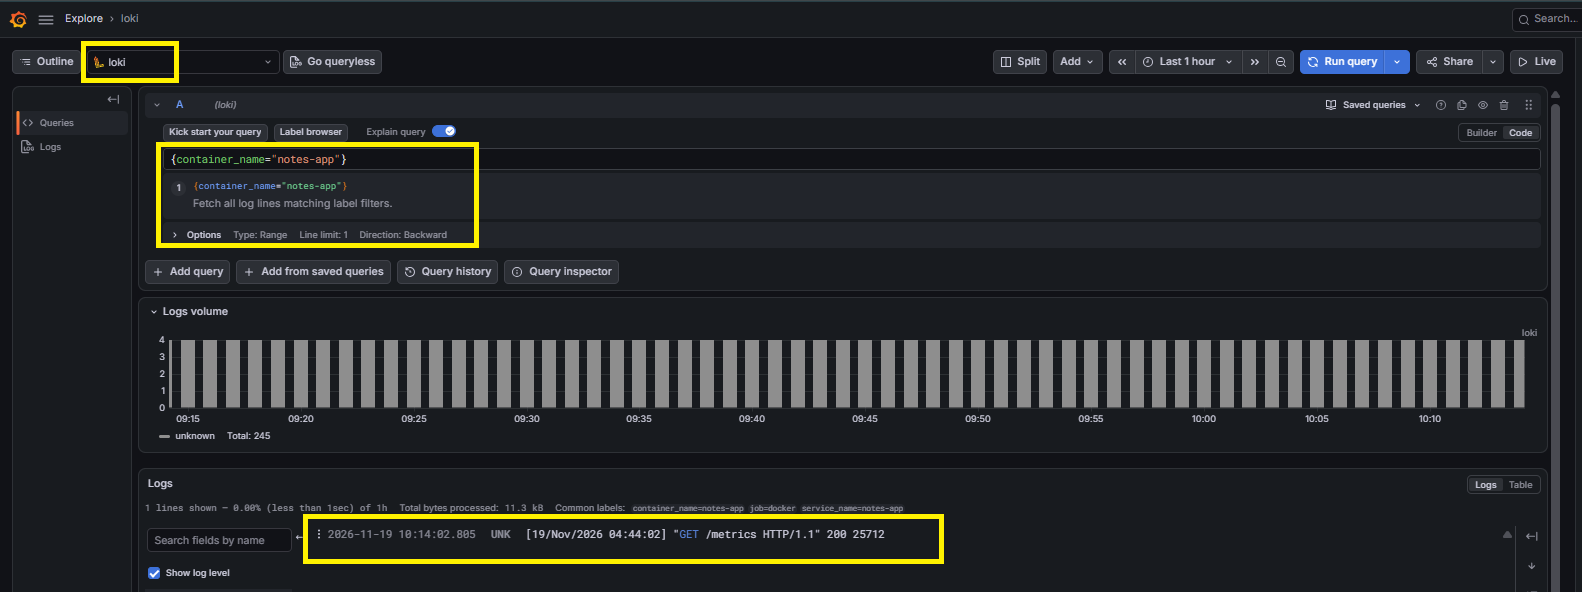 Explore › loki
Search...
Outline
loki
Go queryless
Split
Add
Last 1 hour
Run query
Share
Live
Queries
Logs
A (loki)
Saved queries
Kick start your query
Label browser
Explain query
Builder
Code
{container_name="notes-app"}
1 {container_name="notes-app"}
Fetch all log lines matching label filters.
Options Type: Range Line limit: 1 Direction: Backward
+ Add query
+ Add from saved queries
Query history
Query inspector
Logs volume
loki
4
3
2
1
0
09:15 09:20 09:25 09:30 09:35 09:40 09:45 09:50 09:55 10:00 10:05 10:10
unknown Total: 245
Logs
Logs
Table
1 lines shown — 0.00% (less than 1sec) of 1h Total bytes processed: 11.3 kB Common labels: container_name=notes-app job=docker service_name=notes-app
Search fields by name
2026-11-19 10:14:02.805 UNK [19/Nov/2026 04:44:02] "GET /metrics HTTP/1.1" 200 25712
Show log level